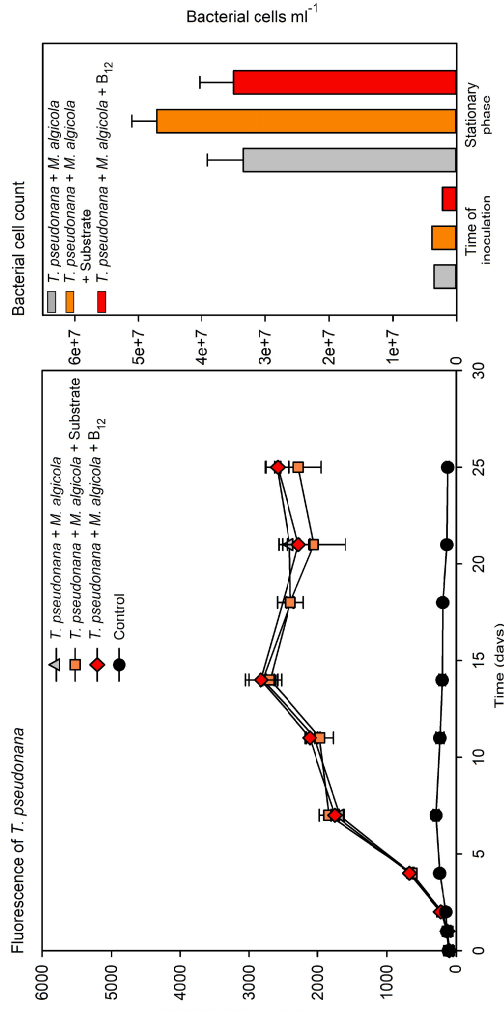 Fluorescence of T. pseudonana
T. pseudonana + M. algicola
T. pseudonana + M. algicola + Substrate
T. pseudonana + M. algicola + B12
Control
6000
5000
4000
3000
2000
1000
0
0
5
10
15
20
25
30
Time (days)
Bacterial cell count
T. pseudonana + M. algicola
T. pseudonana + M. algicola
+ Substrate
T. pseudonana + M. algicola + B12
6e+7
5e+7
4e+7
3e+7
2e+7
1e+7
0
Time of
inoculation
Stationary
phase
Bacterial cells ml-1